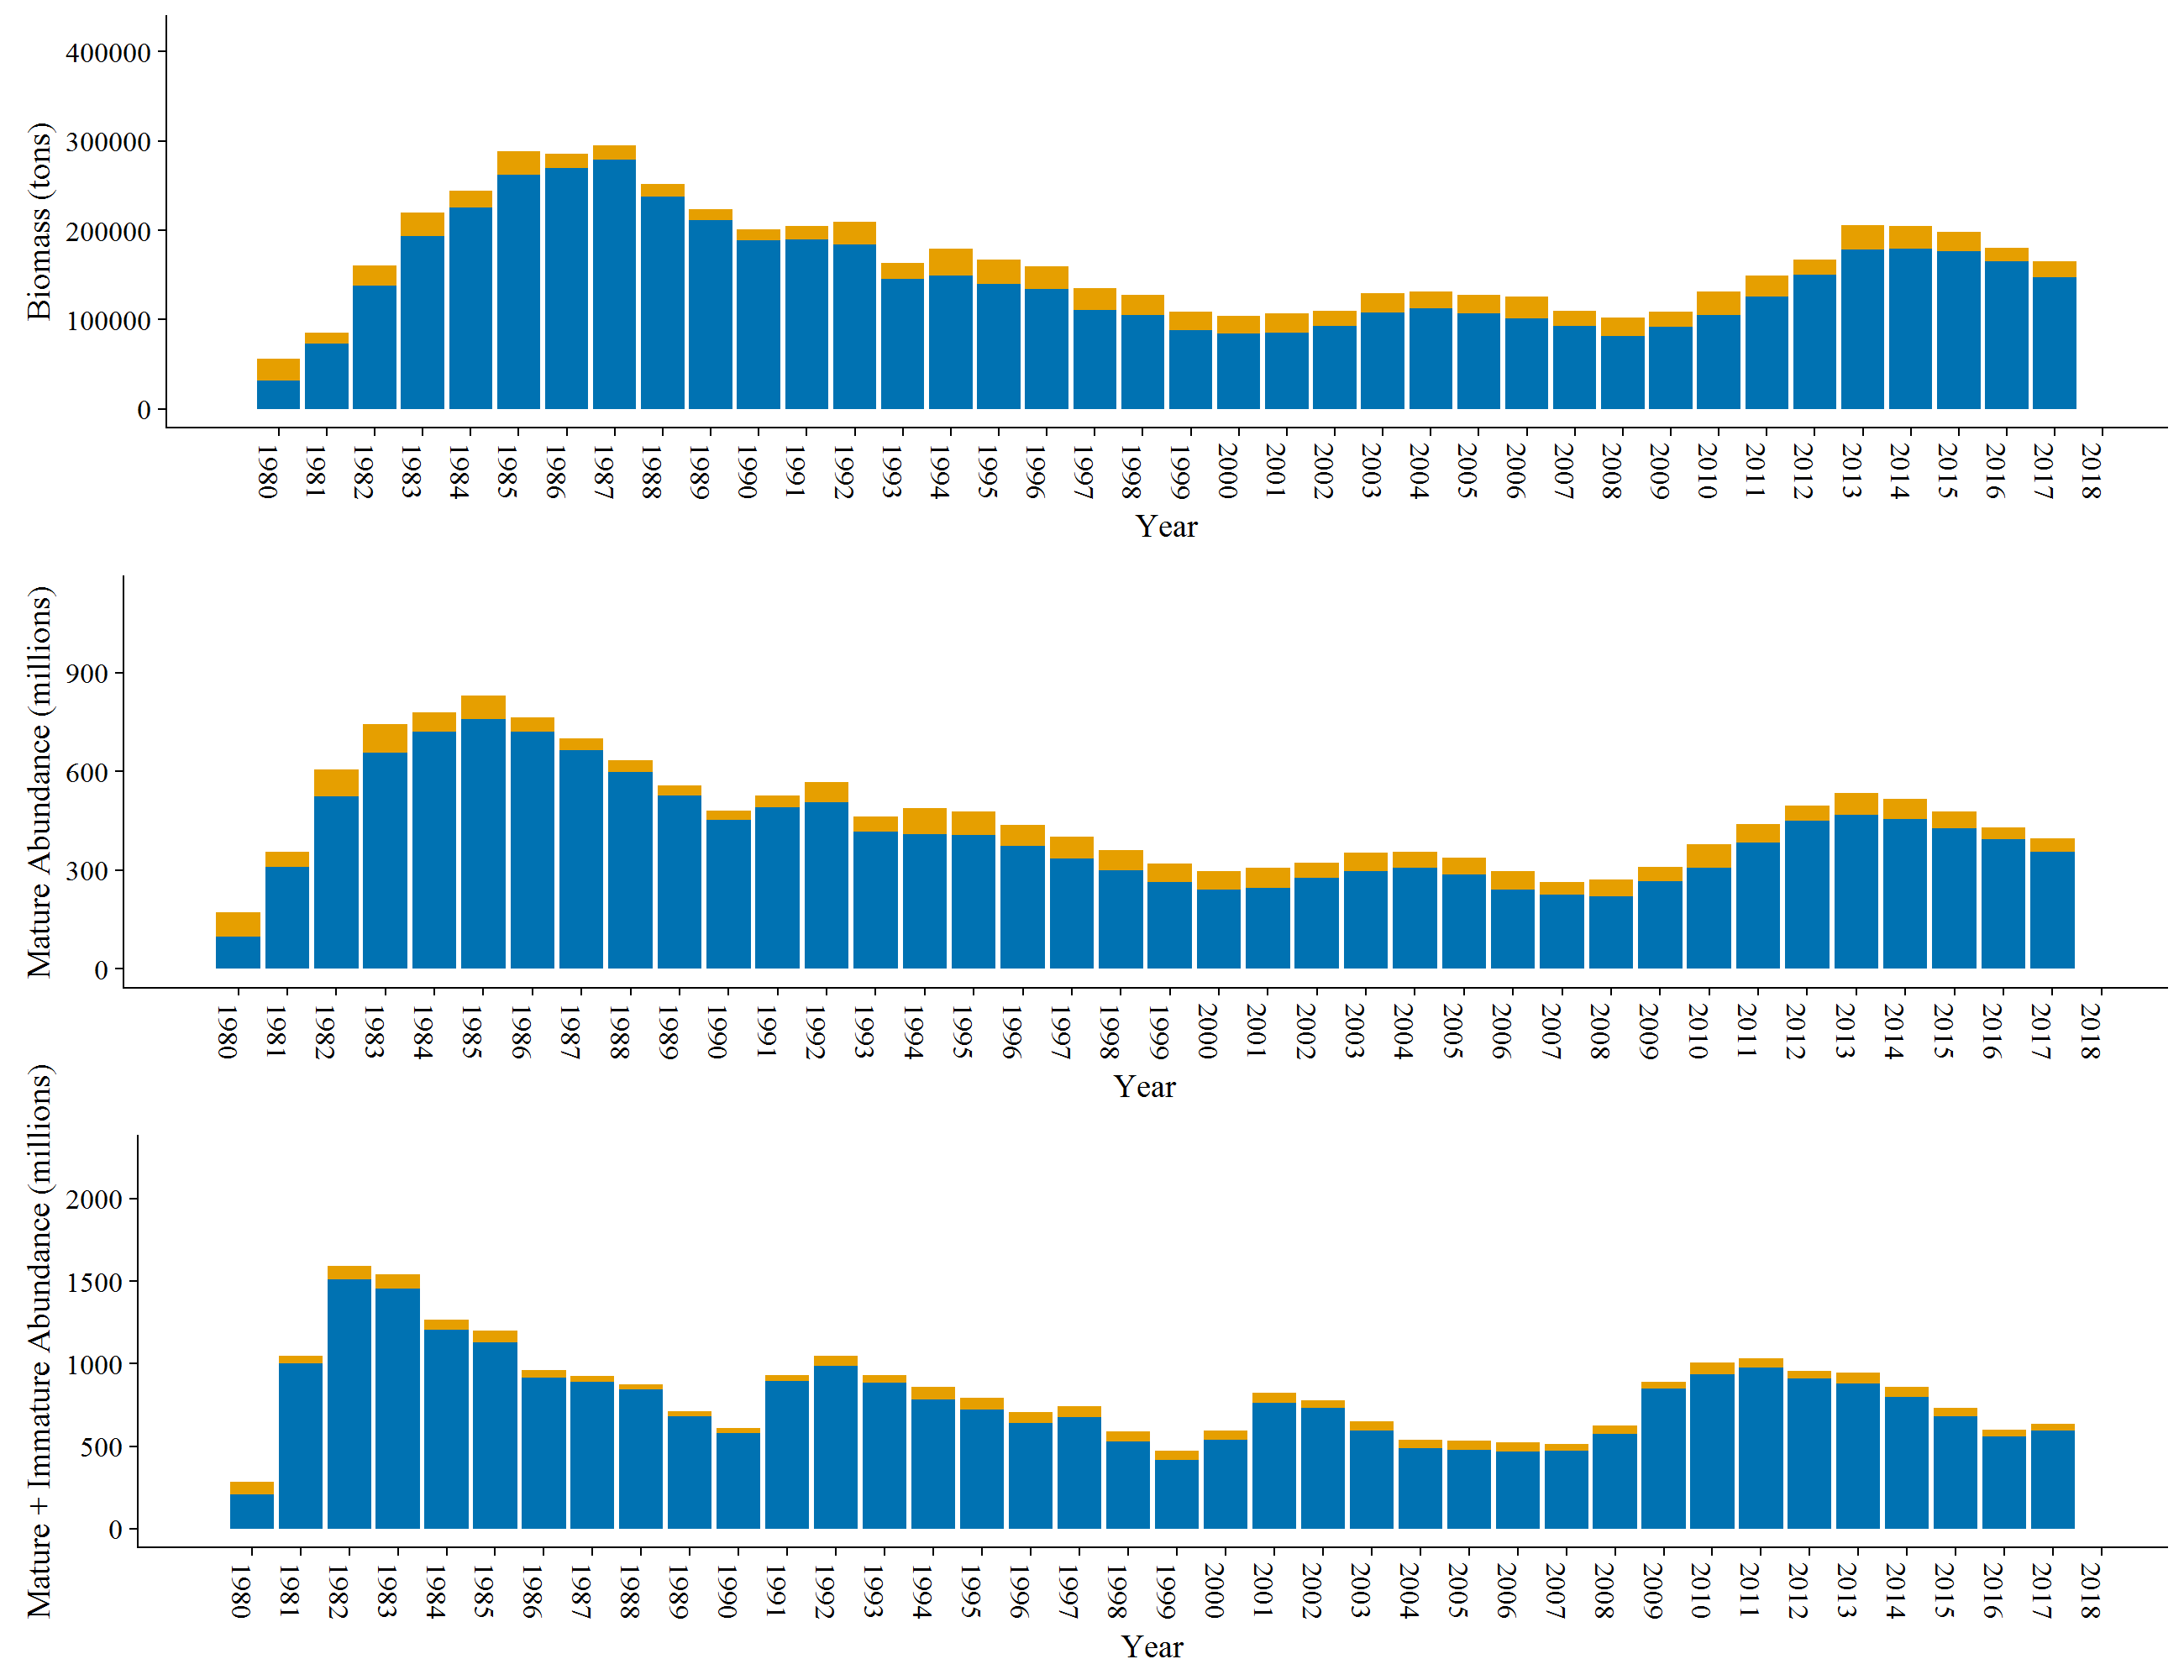 Biomass (tons)
400000
300000
200000
100000
0
1980 1981 1982 1983 1984 1985 1986 1987 1988 1989 1990 1991 1992 1993 1994 1995 1996 1997 1998 1999 2000 2001 2002 2003 2004 2005 2006 2007 2008 2009 2010 2011 2012 2013 2014 2015 2016 2017 2018
Year
Mature Abundance (millions)
900
600
300
0
1980 1981 1982 1983 1984 1985 1986 1987 1988 1989 1990 1991 1992 1993 1994 1995 1996 1997 1998 1999 2000 2001 2002 2003 2004 2005 2006 2007 2008 2009 2010 2011 2012 2013 2014 2015 2016 2017 2018
Year
Mature + Immature Abundance (millions)
2000
1500
1000
500
0
1980 1981 1982 1983 1984 1985 1986 1987 1988 1989 1990 1991 1992 1993 1994 1995 1996 1997 1998 1999 2000 2001 2002 2003 2004 2005 2006 2007 2008 2009 2010 2011 2012 2013 2014 2015 2016 2017 2018
Year